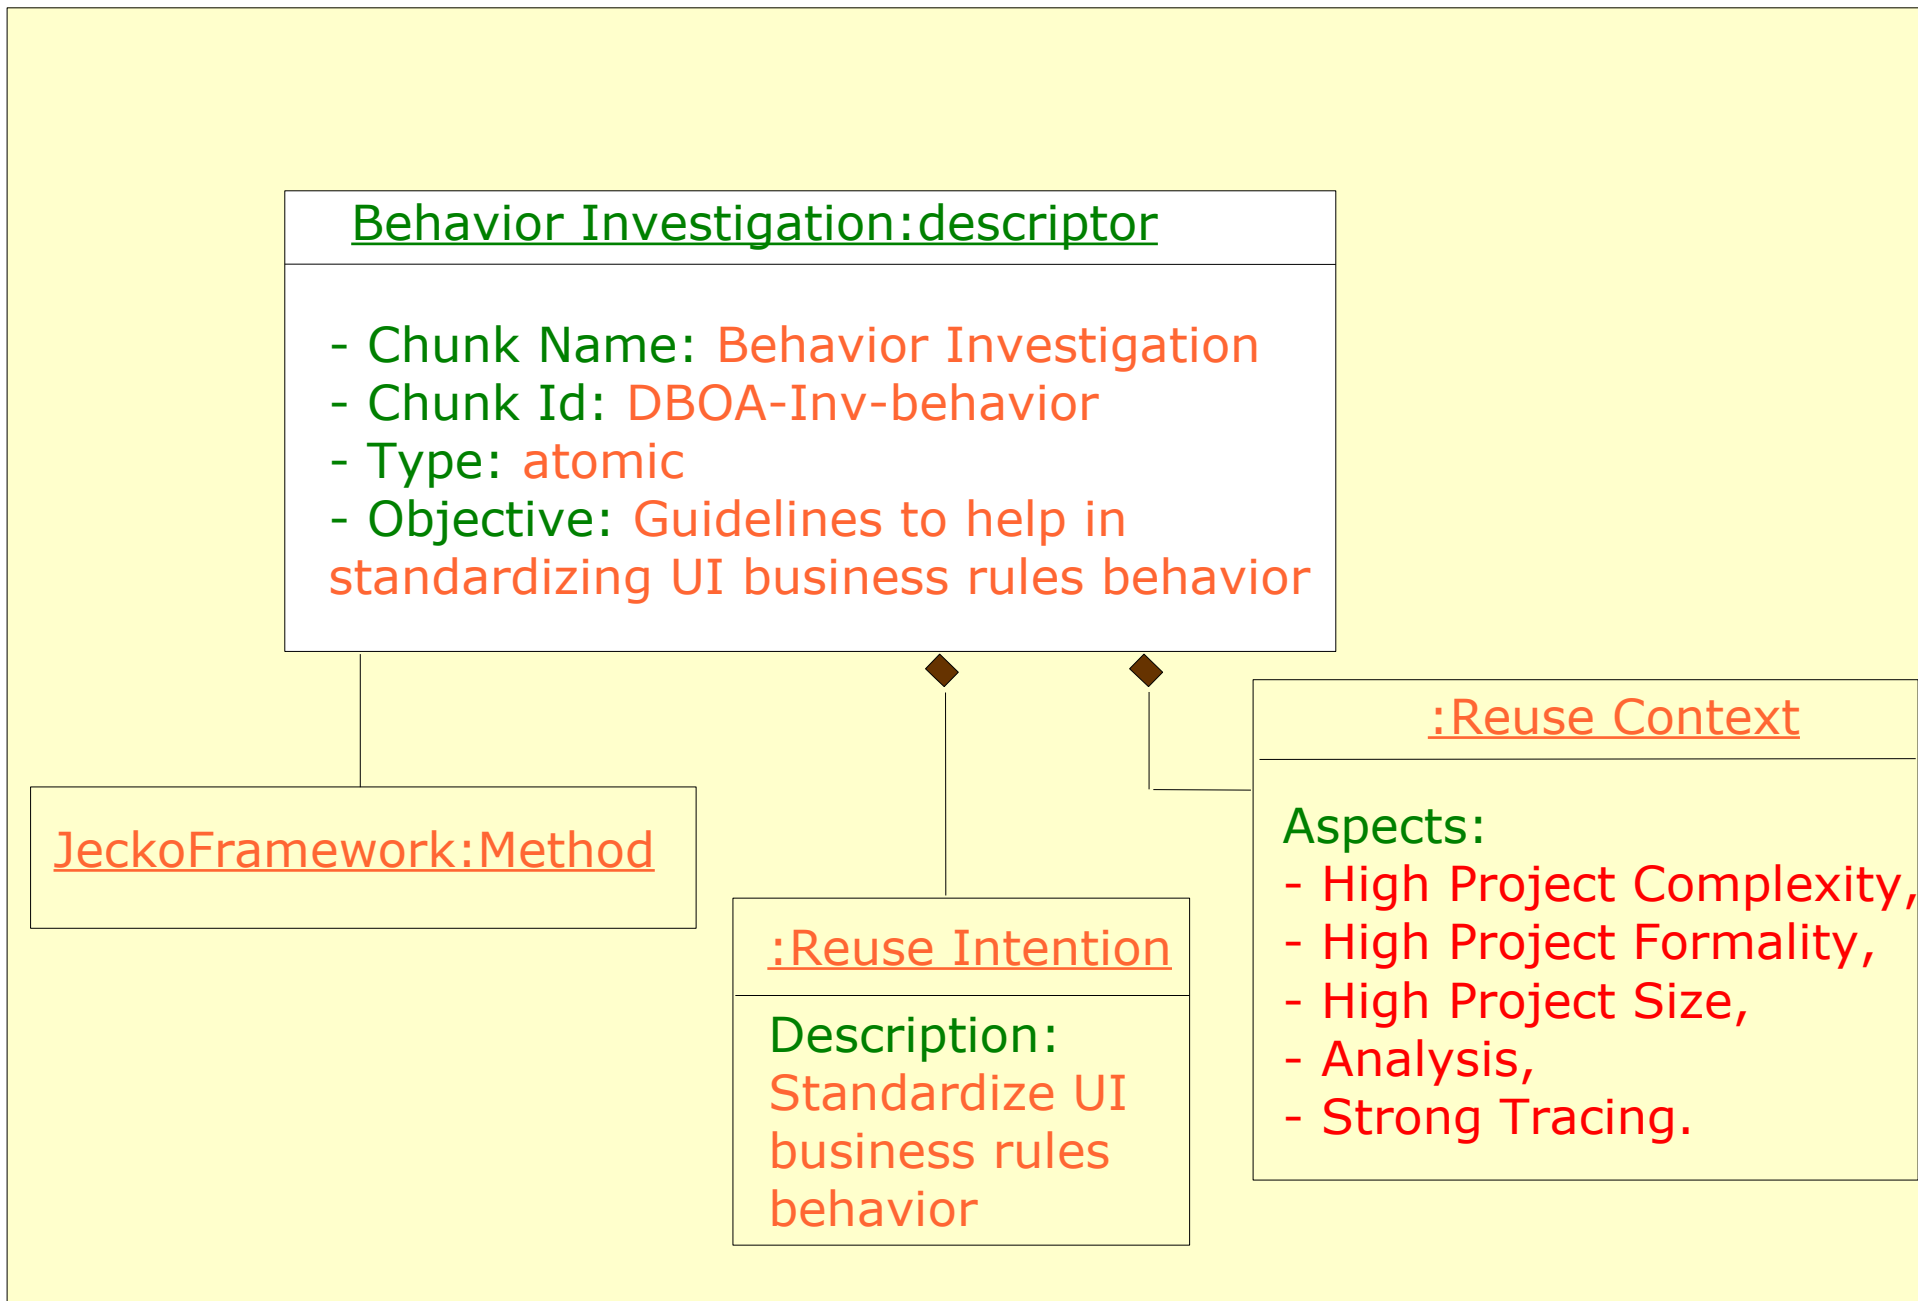 Behavior Investigation:descriptor
- Chunk Name: Behavior Investigation
- Chunk Id: DBOA-Inv-behavior
- Type: atomic
- Objective: Guidelines to help in
standardizing UI business rules behavior
JeckoFramework:Method
:Reuse Intention
Description:
Standardize UI
business rules
behavior
:Reuse Context
Aspects:
- High Project Complexity,
- High Project Formality,
- High Project Size,
- Analysis,
- Strong Tracing.